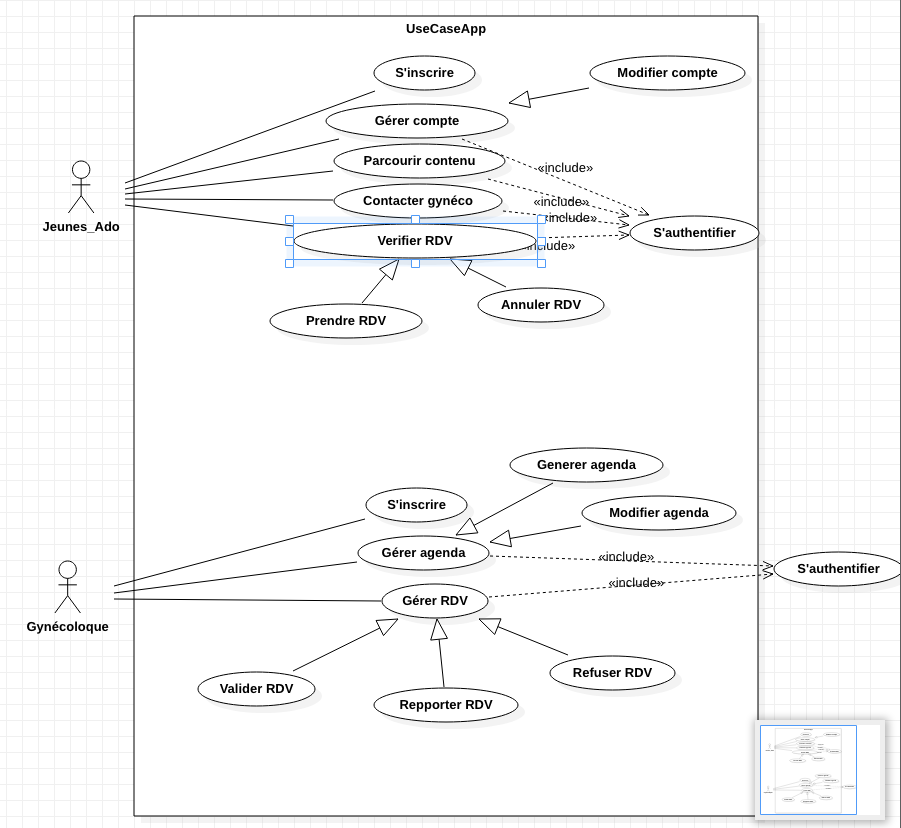 UseCaseApp
S'inscrire
Modifier compte
Gérer compte
Parcourir contenu
«include»
Contacter gynéco
«include»
«include»
Jeunes_Ado
S'authentifier
Verifier RDV
include»
Prendre RDV
Annuler RDV
Generer agenda
S'inscrire
Modifier agenda
Gérer agenda
«include»
S'authentifier
«include»
Gérer RDV
Gynécoloque
Valider RDV
Refuser RDV
Repporter RDV